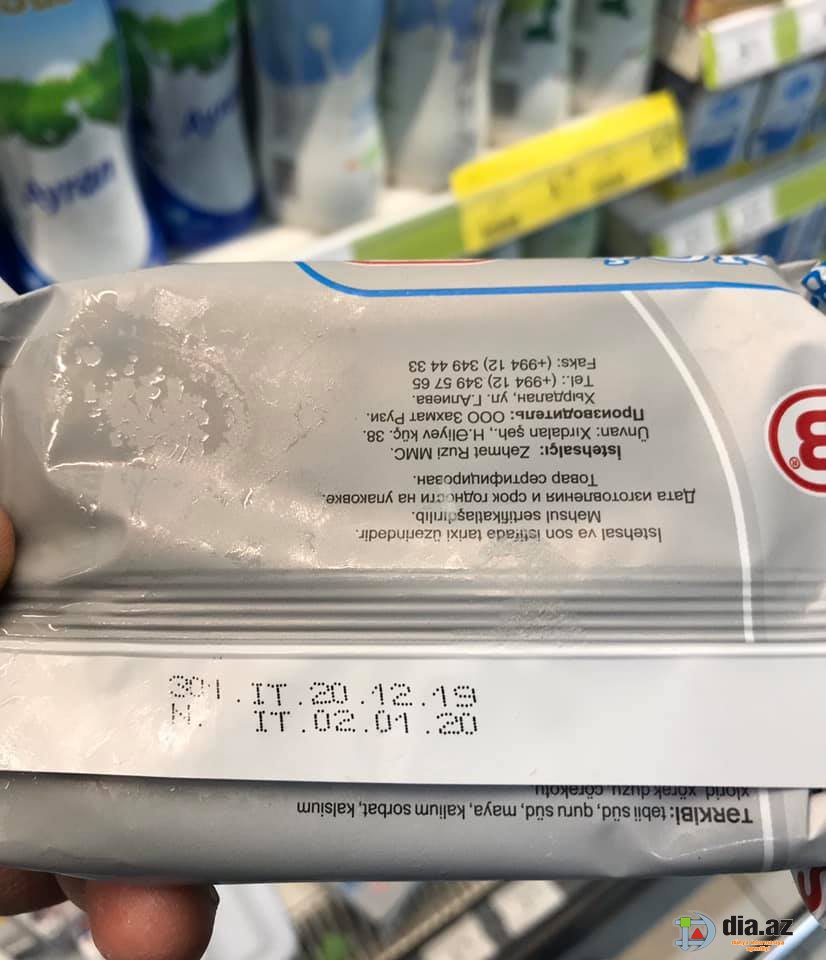 Ayran
Ayran
İstehsal və son istifadə tarixi üzərindədir.
Məhsul sertifikatlaşdırılıb.
Дата изготовления и срок годности на упаковке.
Товар сертифицирован.
İstehsalçı: Zəhmət Ruzi MMC.
Ünvan: Xırdalan şəh., H.Əliyev küç. 38.
Производитель: ООО Захмат Рузи.
Хырдалан, ул. Г.Алиева.
Tel.: (+994 12) 349 57 65
Faks: (+994 12) 349 44 33
301.IT.20.12.19
N. IT.02.01.20
TƏRKİBİ: təbii süd, quru süd, maya, kalium sorbat, kalsium
xlorid, xörək duzu, çörəkotu
B®
dia.az